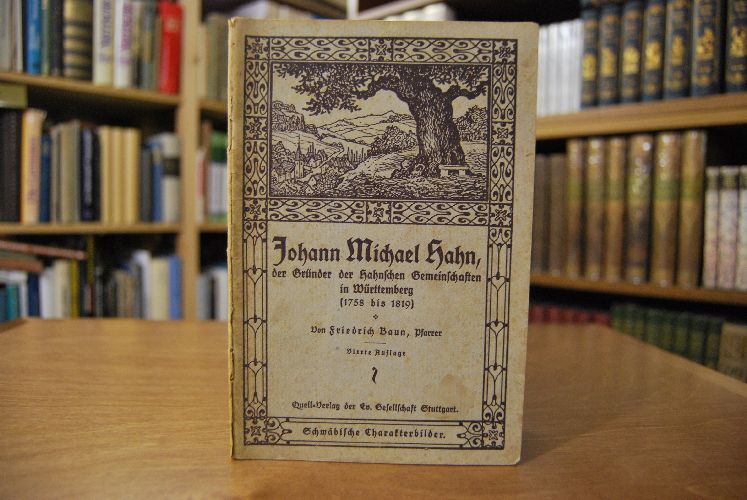 Johann Michael Hahn,
der Gründer der Hahnschen Gemeinschaften
in Württemberg
(1758 bis 1819)
Von Friedrich Baun, Pfarrer
Vierte Auflage
Quell-Verlag der Ev. Gesellschaft Stuttgart.
Schwäbische Charakterbilder.